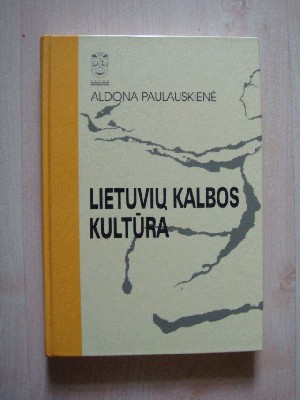 ALDONA PAULAUSKIENĖ
LIETUVIŲ KALBOS
KULTŪRA